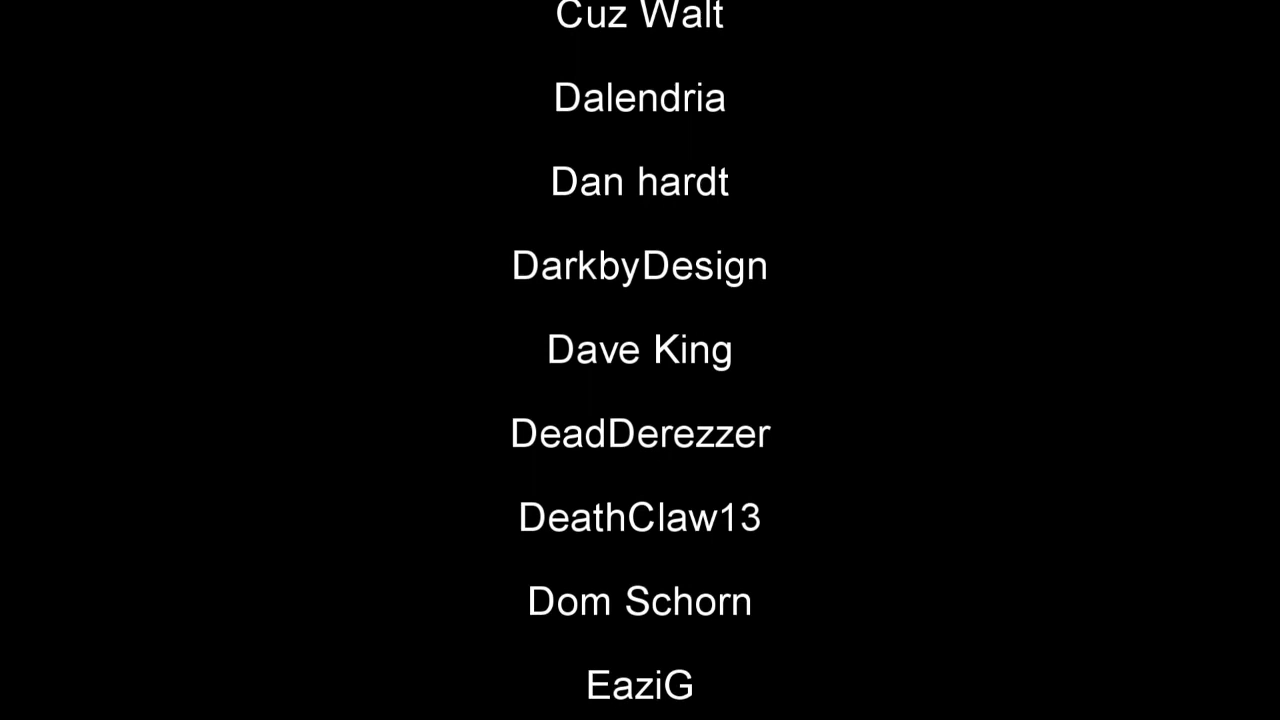 Cuz Walt
Dalendria
Dan hardt
DarkbyDesign
Dave King
DeadDerezzer
DeathClaw13
Dom Schorn
EaziG